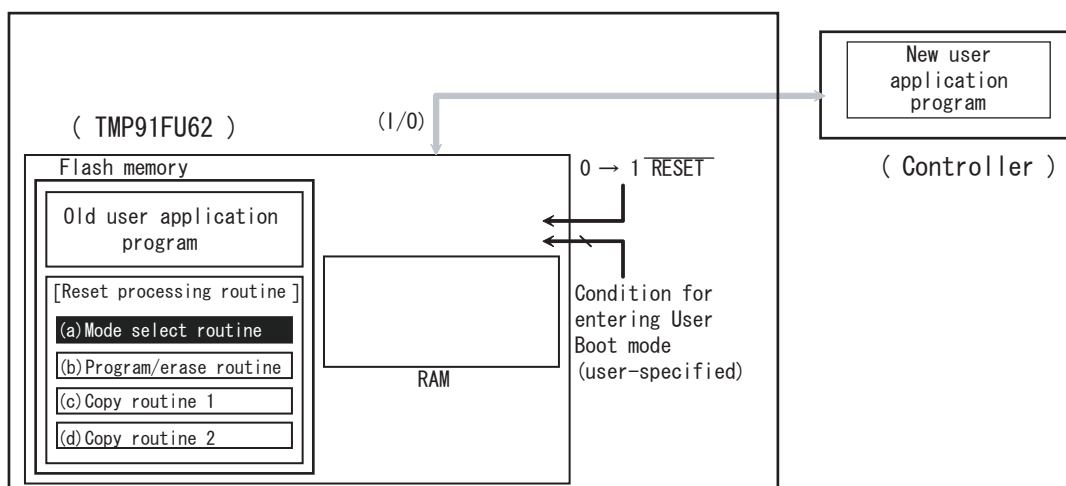 New user
application
program
( Controller )
(I/O)
( TMP91FU62 )
Flash memory
0 → 1 RESET
Old user application
program
[Reset processing routine]
(a)Mode select routine
(b)Program/erase routine
(c)Copy routine 1
(d)Copy routine 2
RAM
Condition for
entering User
Boot mode
(user-specified)